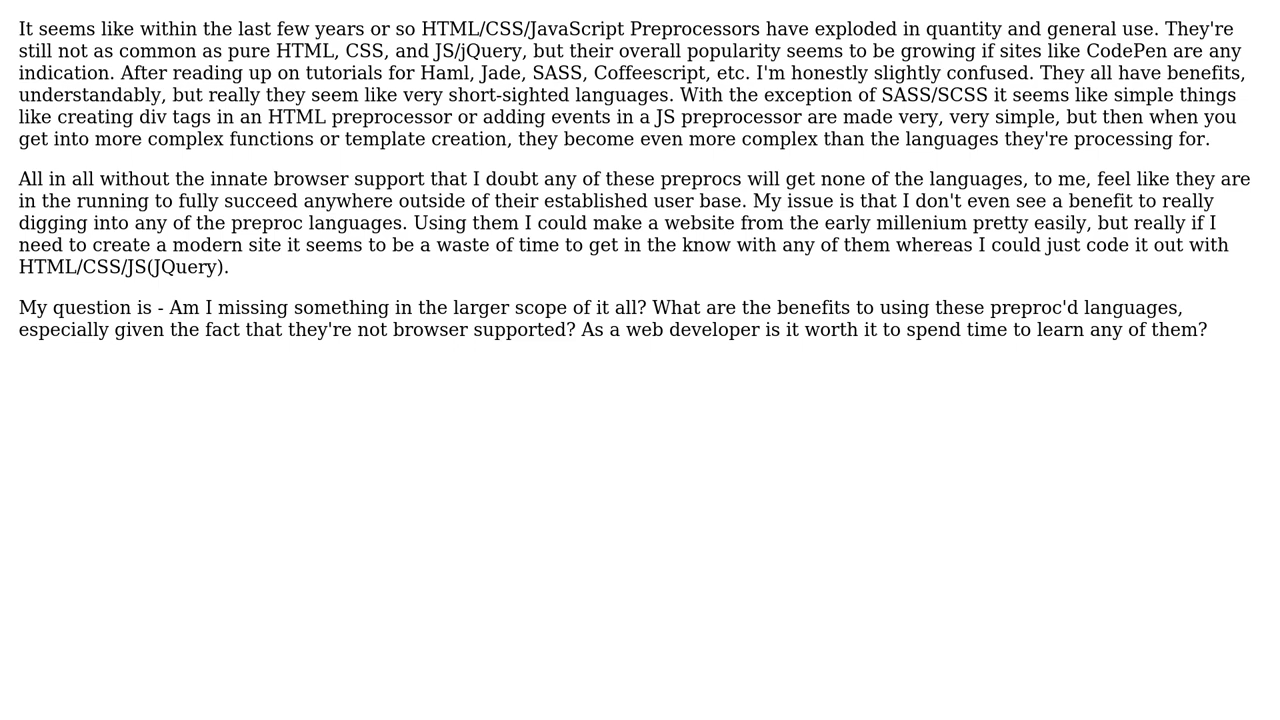 It seems like within the last few years or so HTML/CSS/JavaScript Preprocessors have exploded in quantity and general use. They're
still not as common as pure HTML, CSS, and JS/jQuery, but their overall popularity seems to be growing if sites like CodePen are any
indication. After reading up on tutorials for Haml, Jade, SASS, Coffeescript, etc. I'm honestly slightly confused. They all have benefits,
understandably, but really they seem like very short-sighted languages. With the exception of SASS/SCSS it seems like simple things
like creating div tags in an HTML preprocessor or adding events in a JS preprocessor are made very, very simple, but then when you
get into more complex functions or template creation, they become even more complex than the languages they're processing for.
All in all without the innate browser support that I doubt any of these preprocs will get none of the languages, to me, feel like they are
in the running to fully succeed anywhere outside of their established user base. My issue is that I don't even see a benefit to really
digging into any of the preproc languages. Using them I could make a website from the early millenium pretty easily, but really if I
need to create a modern site it seems to be a waste of time to get in the know with any of them whereas I could just code it out with
HTML/CSS/JS(JQuery).
My question is - Am I missing something in the larger scope of it all? What are the benefits to using these preproc'd languages,
especially given the fact that they're not browser supported? As a web developer is it worth it to spend time to learn any of them?